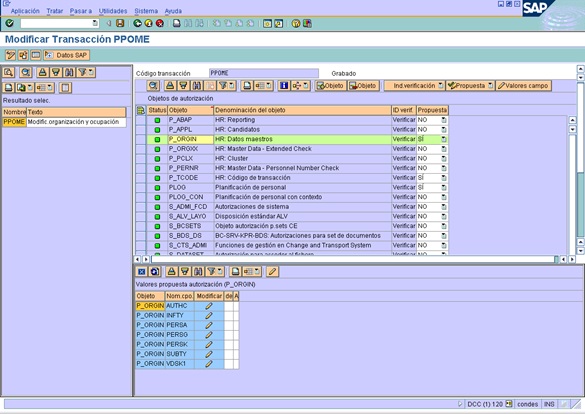 Aplicación Tratar Pasar a Utilidades Sistema Ayuda
SAP
Modificar Transacción PPOME
Datos SAP
Resultado selec.
Nombre Texto
PPOME Modific.organización y ocupación
Código transacción PPOME Grabado
Objeto Objeto Ind.verificación Propuesta Valores campo
Objetos de autorización
Status Objeto Denominación del objeto ID verif. Propuesta
P_ABAP HR: Reporting Verificar NO
P_APPL HR: Candidatos Verificar NO
P_ORGIN HR: Datos maestros Verificar SÍ
P_ORGXX HR: Master Data - Extended Check Verificar NO
P_PCLX HR: Cluster Verificar NO
P_PERNR HR: Master Data - Personnel Number Check Verificar NO
P_TCODE HR: Código de transacción Verificar SÍ
PLOG Planificación de personal Verificar SÍ
PLOG_CON Planificación de personal con contexto Verificar NO
S_ADMI_FCD Autorizaciones de sistema Verificar NO
S_ALV_LAYO Disposición estándar ALV Verificar NO
S_BCSETS Objeto autorización p.sets CE Verificar NO
S_BDS_DS BC-SRV-KPR-BDS: Autorizaciones para set de documentos Verificar NO
S_CTS_ADMI Funciones de gestión en Change and Transport System Verificar NO
S_DATASET Autorización para acceder al fichero Verificar NO
Valores propuesta autorización (P_ORGIN)
Objeto Nom.cpo. Modificar de A
P_ORGIN AUTHC
P_ORGIN INFTY
P_ORGIN PERSA
P_ORGIN PERSG
P_ORGIN PERSK
P_ORGIN SUBTY
P_ORGIN VDSK1
DCC (1) 120 condes INS